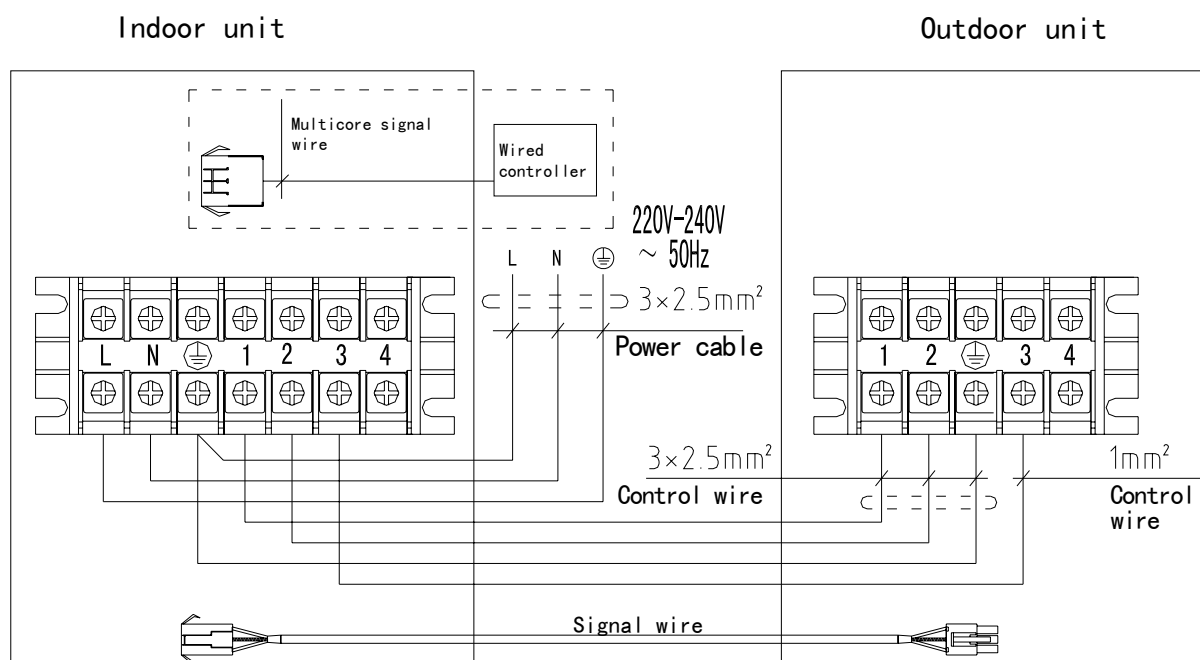 Indoor unit
Outdoor unit
Multicore signal
wire
Wired
controller
220V-240V
~ 50Hz
L N
3×2.5mm²
Power cable
L N 1 2 3 4
1 2 3 4
3×2.5mm²
Control wire
1mm²
Control
wire
Signal wire